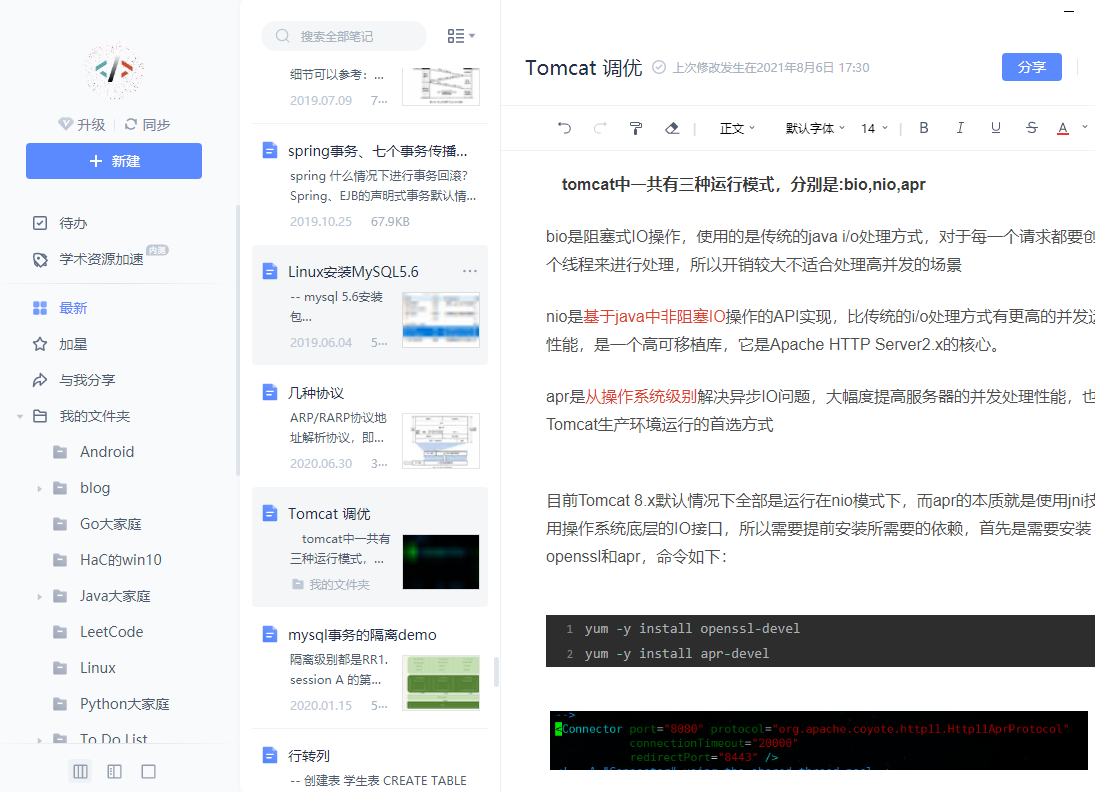 升级
同步
新建
待办
学术资源加速
内测
最新
加星
与我分享
我的文件夹
Android
blog
Go大家庭
HaC的win10
Java大家庭
LeetCode
Linux
Python大家庭
To Do List
搜索全部笔记
细节可以参考：...
2019.07.09 7...
spring事务、七个事务传播...
spring 什么情况下进行事务回滚?
Spring、EJB的声明式事务默认情...
2019.10.25 67.9KB
Linux安装MySQL5.6
-- mysql 5.6安装
包...
2019.06.04 5...
几种协议
ARP/RARP协议地
址解析协议，即...
2020.06.30 3...
Tomcat 调优
tomcat中一共有
三种运行模式，...
我的文件夹
mysql事务的隔离demo
隔离级别都是RR1.
session A 的第...
2020.01.15 5...
行转列
-- 创建表 学生表 CREATE TABLE
Tomcat 调优
上次修改发生在2021年8月6日 17:30
分享
正文 默认字体 14 B I U S A
tomcat中一共有三种运行模式，分别是:bio,nio,apr
bio是阻塞式IO操作，使用的是传统的java i/o处理方式，对于每一个请求都要创
个线程来进行处理，所以开销较大不适合处理高并发的场景
nio是基于java中非阻塞IO操作的API实现，比传统的i/o处理方式有更高的并发运
性能，是一个高可移植库，它是Apache HTTP Server2.x的核心。
apr是从操作系统级别解决异步IO问题，大幅度提高服务器的并发处理性能，也
Tomcat生产环境运行的首选方式
目前Tomcat 8.x默认情况下全部是运行在nio模式下，而apr的本质就是使用jni技
用操作系统底层的IO接口，所以需要提前安装所需要的依赖，首先是需要安装
openssl和apr，命令如下：
1 yum -y install openssl-devel
2 yum -y install apr-devel
-->
<Connector port="8080" protocol="org.apache.coyote.http11.Http11AprProtocol"
connectionTimeout="20000"
redirectPort="8443" />